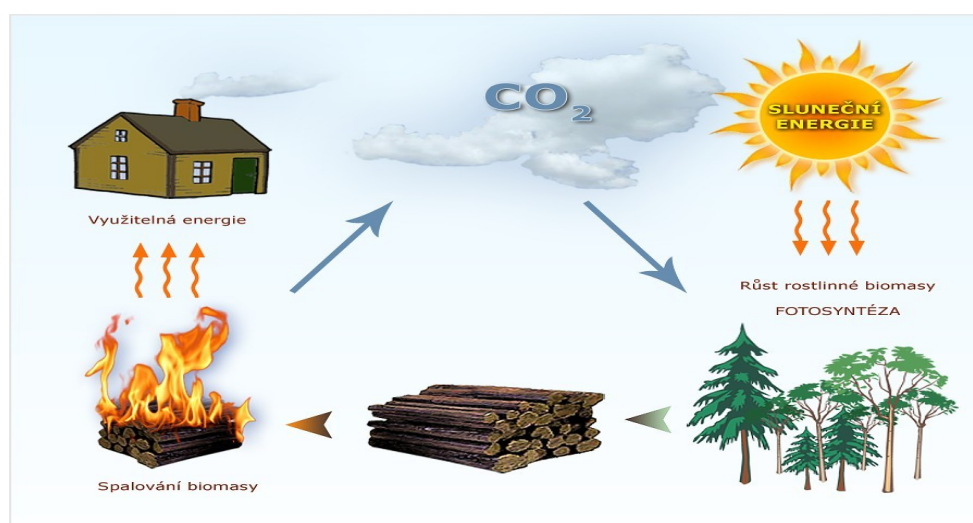 CO₂
SLUNEČNÍ
ENERGIE
Využitelná energie
Růst rostlinné biomasy
FOTOSYNTÉZA
Spalování biomasy